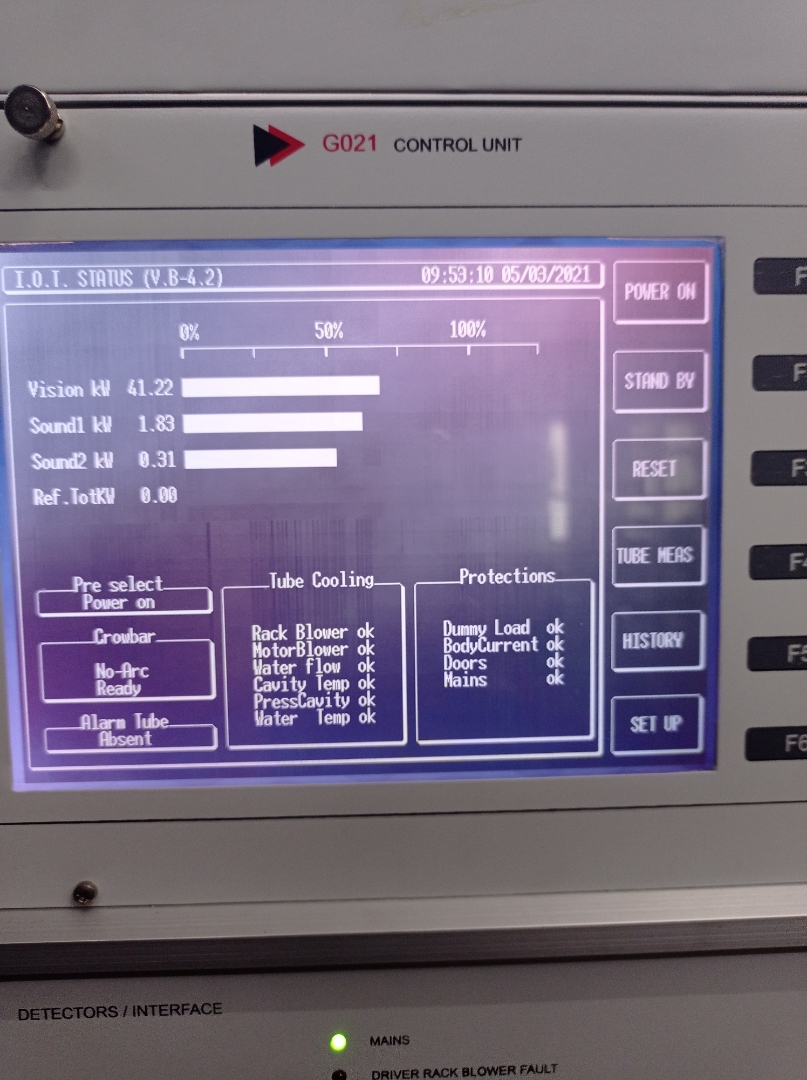 G021 CONTROL UNIT
I.O.T. STATUS (V.B-4.2) 09:53:10 05/03/2021
0% 50% 100%
Vision kW 41.22
Sound1 kW 1.83
Sound2 kW 0.31
Ref.TotKW 0.00
Pre select
Power on
Crowbar
No-Arc
Ready
Alarm Tube
Absent
Tube Cooling
Rack Blower ok
MotorBlower ok
Water flow ok
Cavity Temp ok
PressCavity ok
Water Temp ok
Protections
Dummy Load ok
BodyCurrent ok
Doors ok
Mains ok
POWER ON
STAND BY
RESET
TUBE MEAS
HISTORY
SET UP
F
F
F3
F4
F5
F6
DETECTORS / INTERFACE
MAINS
DRIVER RACK BLOWER FAULT